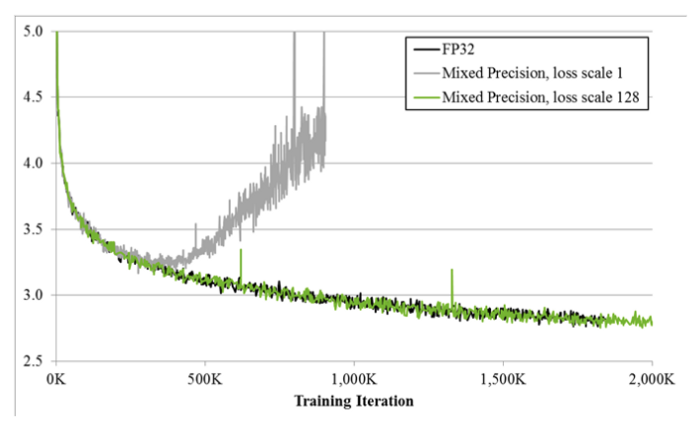 5.0
FP32
Mixed Precision, loss scale 1
Mixed Precision, loss scale 128
4.5
4.0
3.5
3.0
2.5
0K 500K 1,000K 1,500K 2,000K
Training Iteration